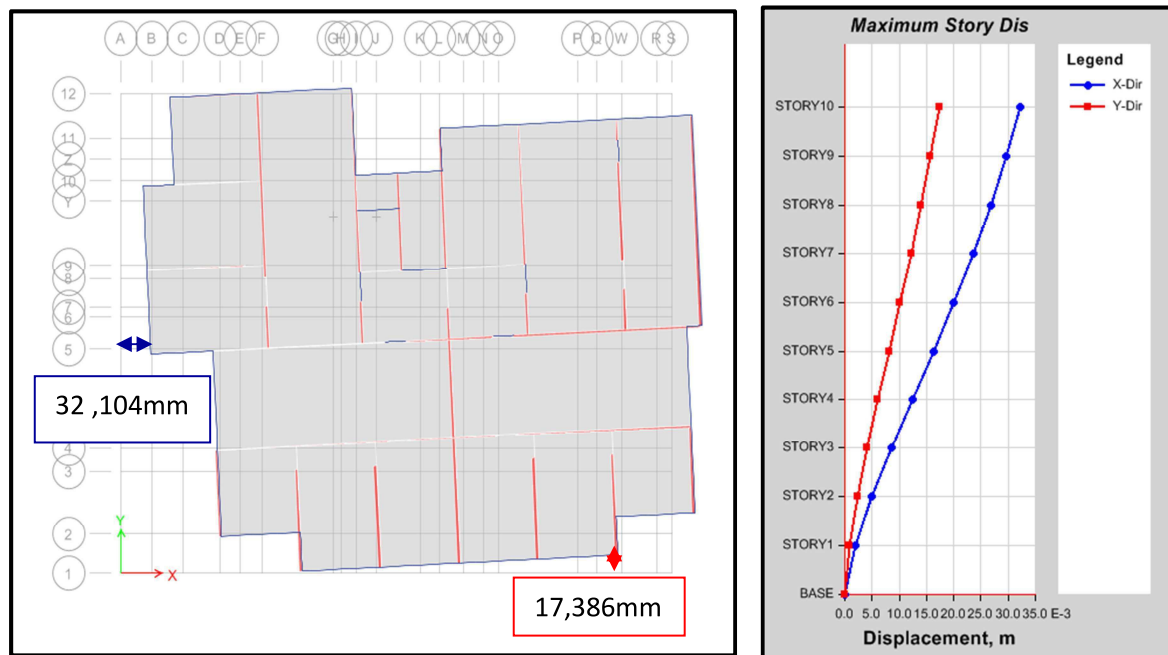 A B C D E F G H I J K L M N O P Q W R S
12
11
Z
10
Y
9
8
7
6
5
32 ,104mm
4
3
2
1
Y
X
17,386mm
Maximum Story Dis
Legend
X-Dir
Y-Dir
STORY10
STORY9
STORY8
STORY7
STORY6
STORY5
STORY4
STORY3
STORY2
STORY1
BASE
0.0 5.0 10.0 15.0 20.0 25.0 30.0 35.0 E-3
Displacement, m